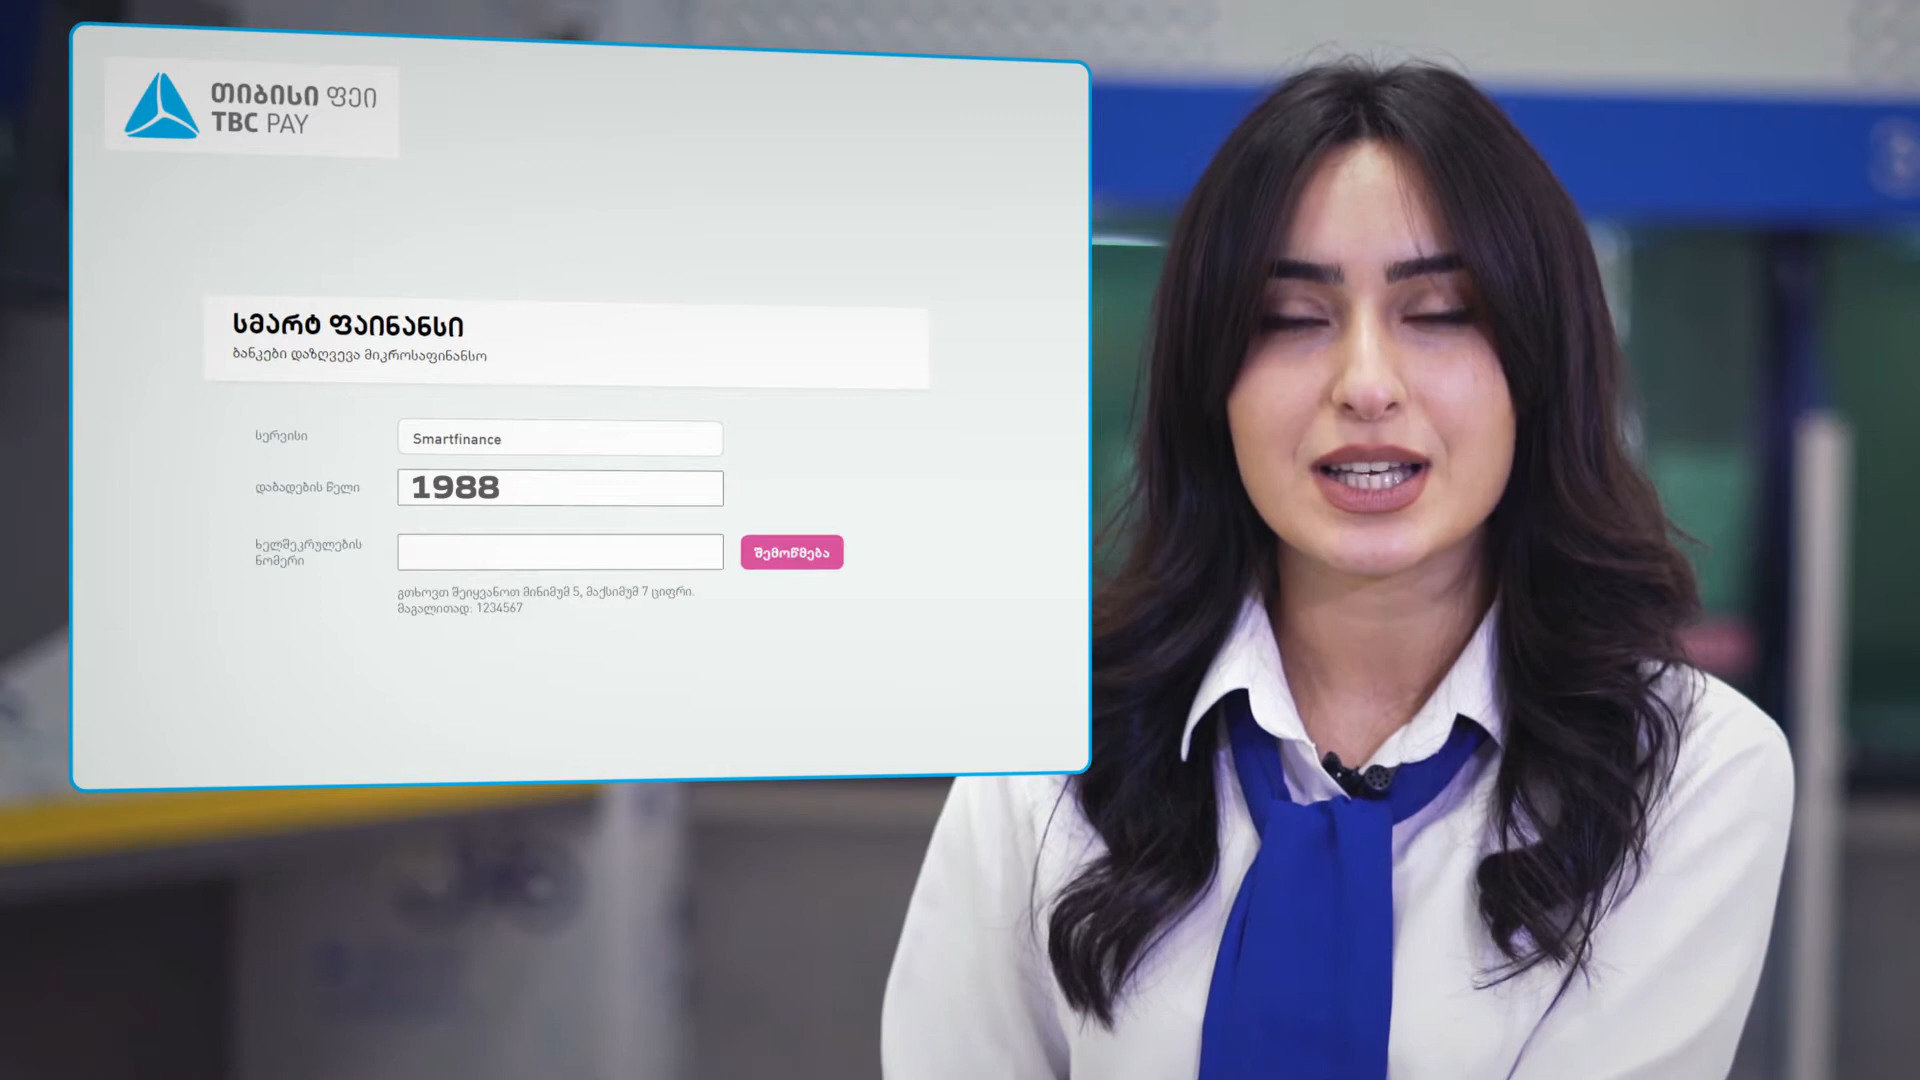 თიბისი ფეი
TBC PAY
სმარტ ფაინანსი
ბანკები დაზღვევა მიკროსაფინანსო
სერვისი
Smartfinance
დაბადების წელი
1988
ხელშეკრულების
ნომერი
შემოწმება
გთხოვთ შეიყვანოთ მინიმუმ 5, მაქსიმუმ 7 ციფრი.
მაგალითად: 1234567